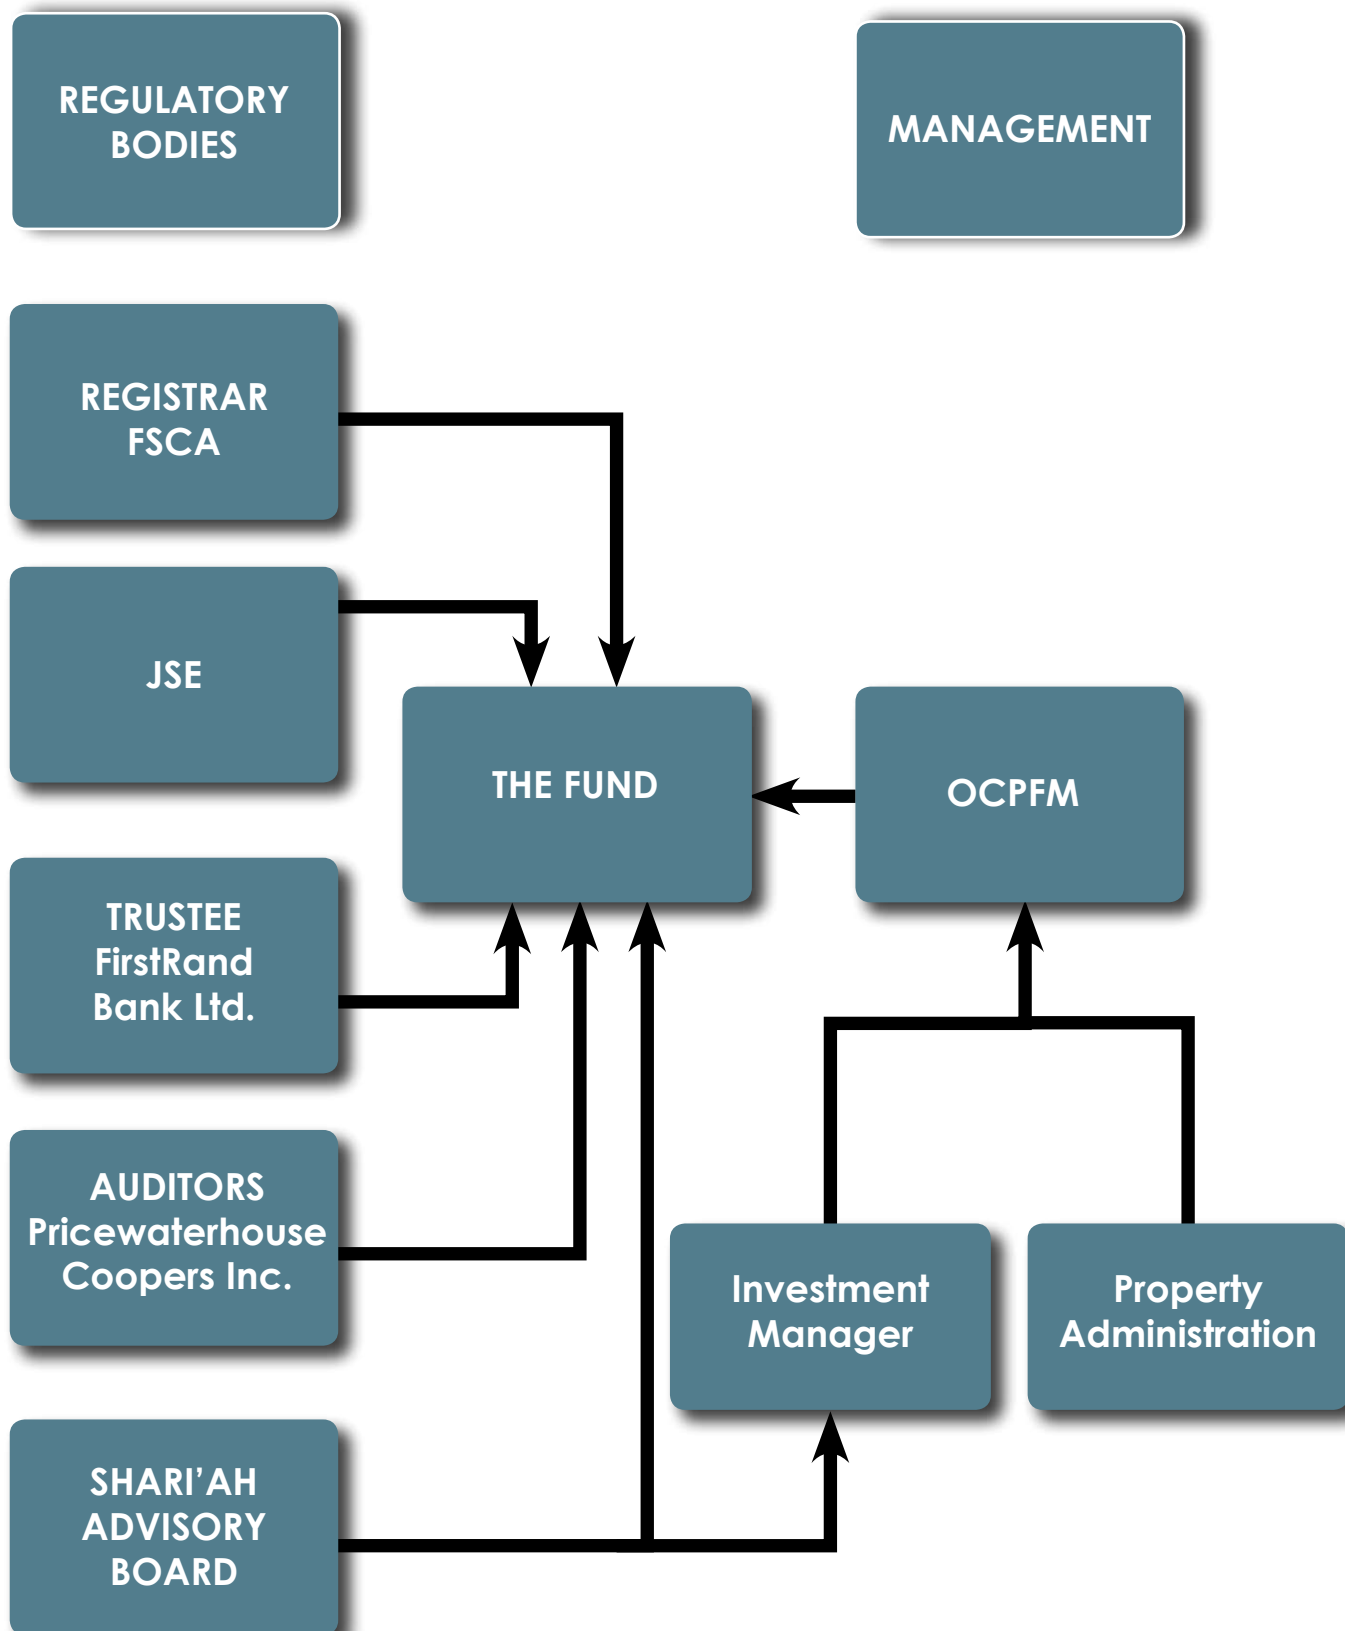 REGULATORY
BODIES
MANAGEMENT
REGISTRAR
FSCA
JSE
THE FUND
OCPFM
TRUSTEE
FirstRand
Bank Ltd.
AUDITORS
Pricewaterhouse
Coopers Inc.
Investment
Manager
Property
Administration
SHARI’AH
ADVISORY
BOARD